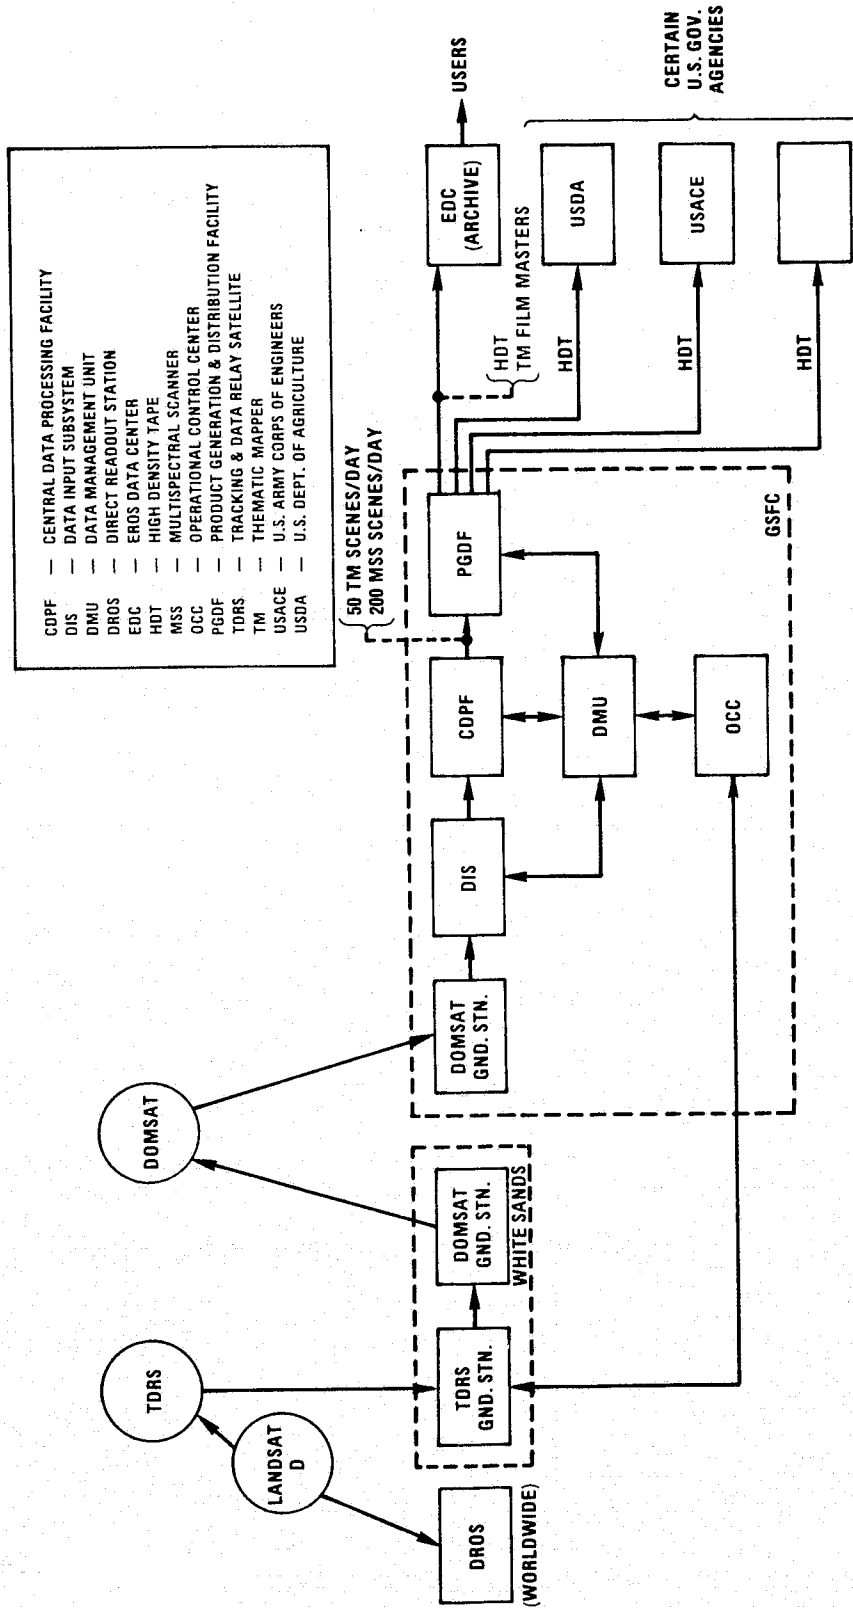 CDPF — CENTRAL DATA PROCESSING FACILITY
DIS — DATA INPUT SUBSYSTEM
DMU — DATA MANAGEMENT UNIT
DROS — DIRECT READOUT STATION
EDC — EROS DATA CENTER
HDT — HIGH DENSITY TAPE
MSS — MULTISPECTRAL SCANNER
OCC — OPERATIONAL CONTROL CENTER
PGDF — PRODUCT GENERATION & DISTRIBUTION FACILITY
TDRS — TRACKING & DATA RELAY SATELLITE
TM — THEMATIC MAPPER
USACE — U.S. ARMY CORPS OF ENGINEERS
USDA — U.S. DEPT. OF AGRICULTURE
TDRS
DOMSAT
LANDSAT
D
50 TM SCENES/DAY
200 MSS SCENES/DAY
DROS
(WORLDWIDE)
TDRS
GND. STN.
DOMSAT
GND. STN.
WHITE SANDS
DOMSAT
GND. STN.
DIS
CDPF
PGDF
EDC
(ARCHIVE)
USERS
HDT
TM FILM MASTERS
DMU
OCC
GSFC
HDT
USDA
HDT
USACE
HDT
CERTAIN
U.S. GOV.
AGENCIES